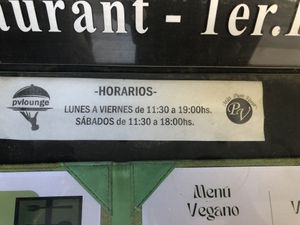 aurant - 1er.
pvlounge
-HORARIOS-
LUNES A VIERNES de 11:30 a 19:00hs.
SÁBADOS de 11:30 a 18:00hs.
PV
Menú
Vegano